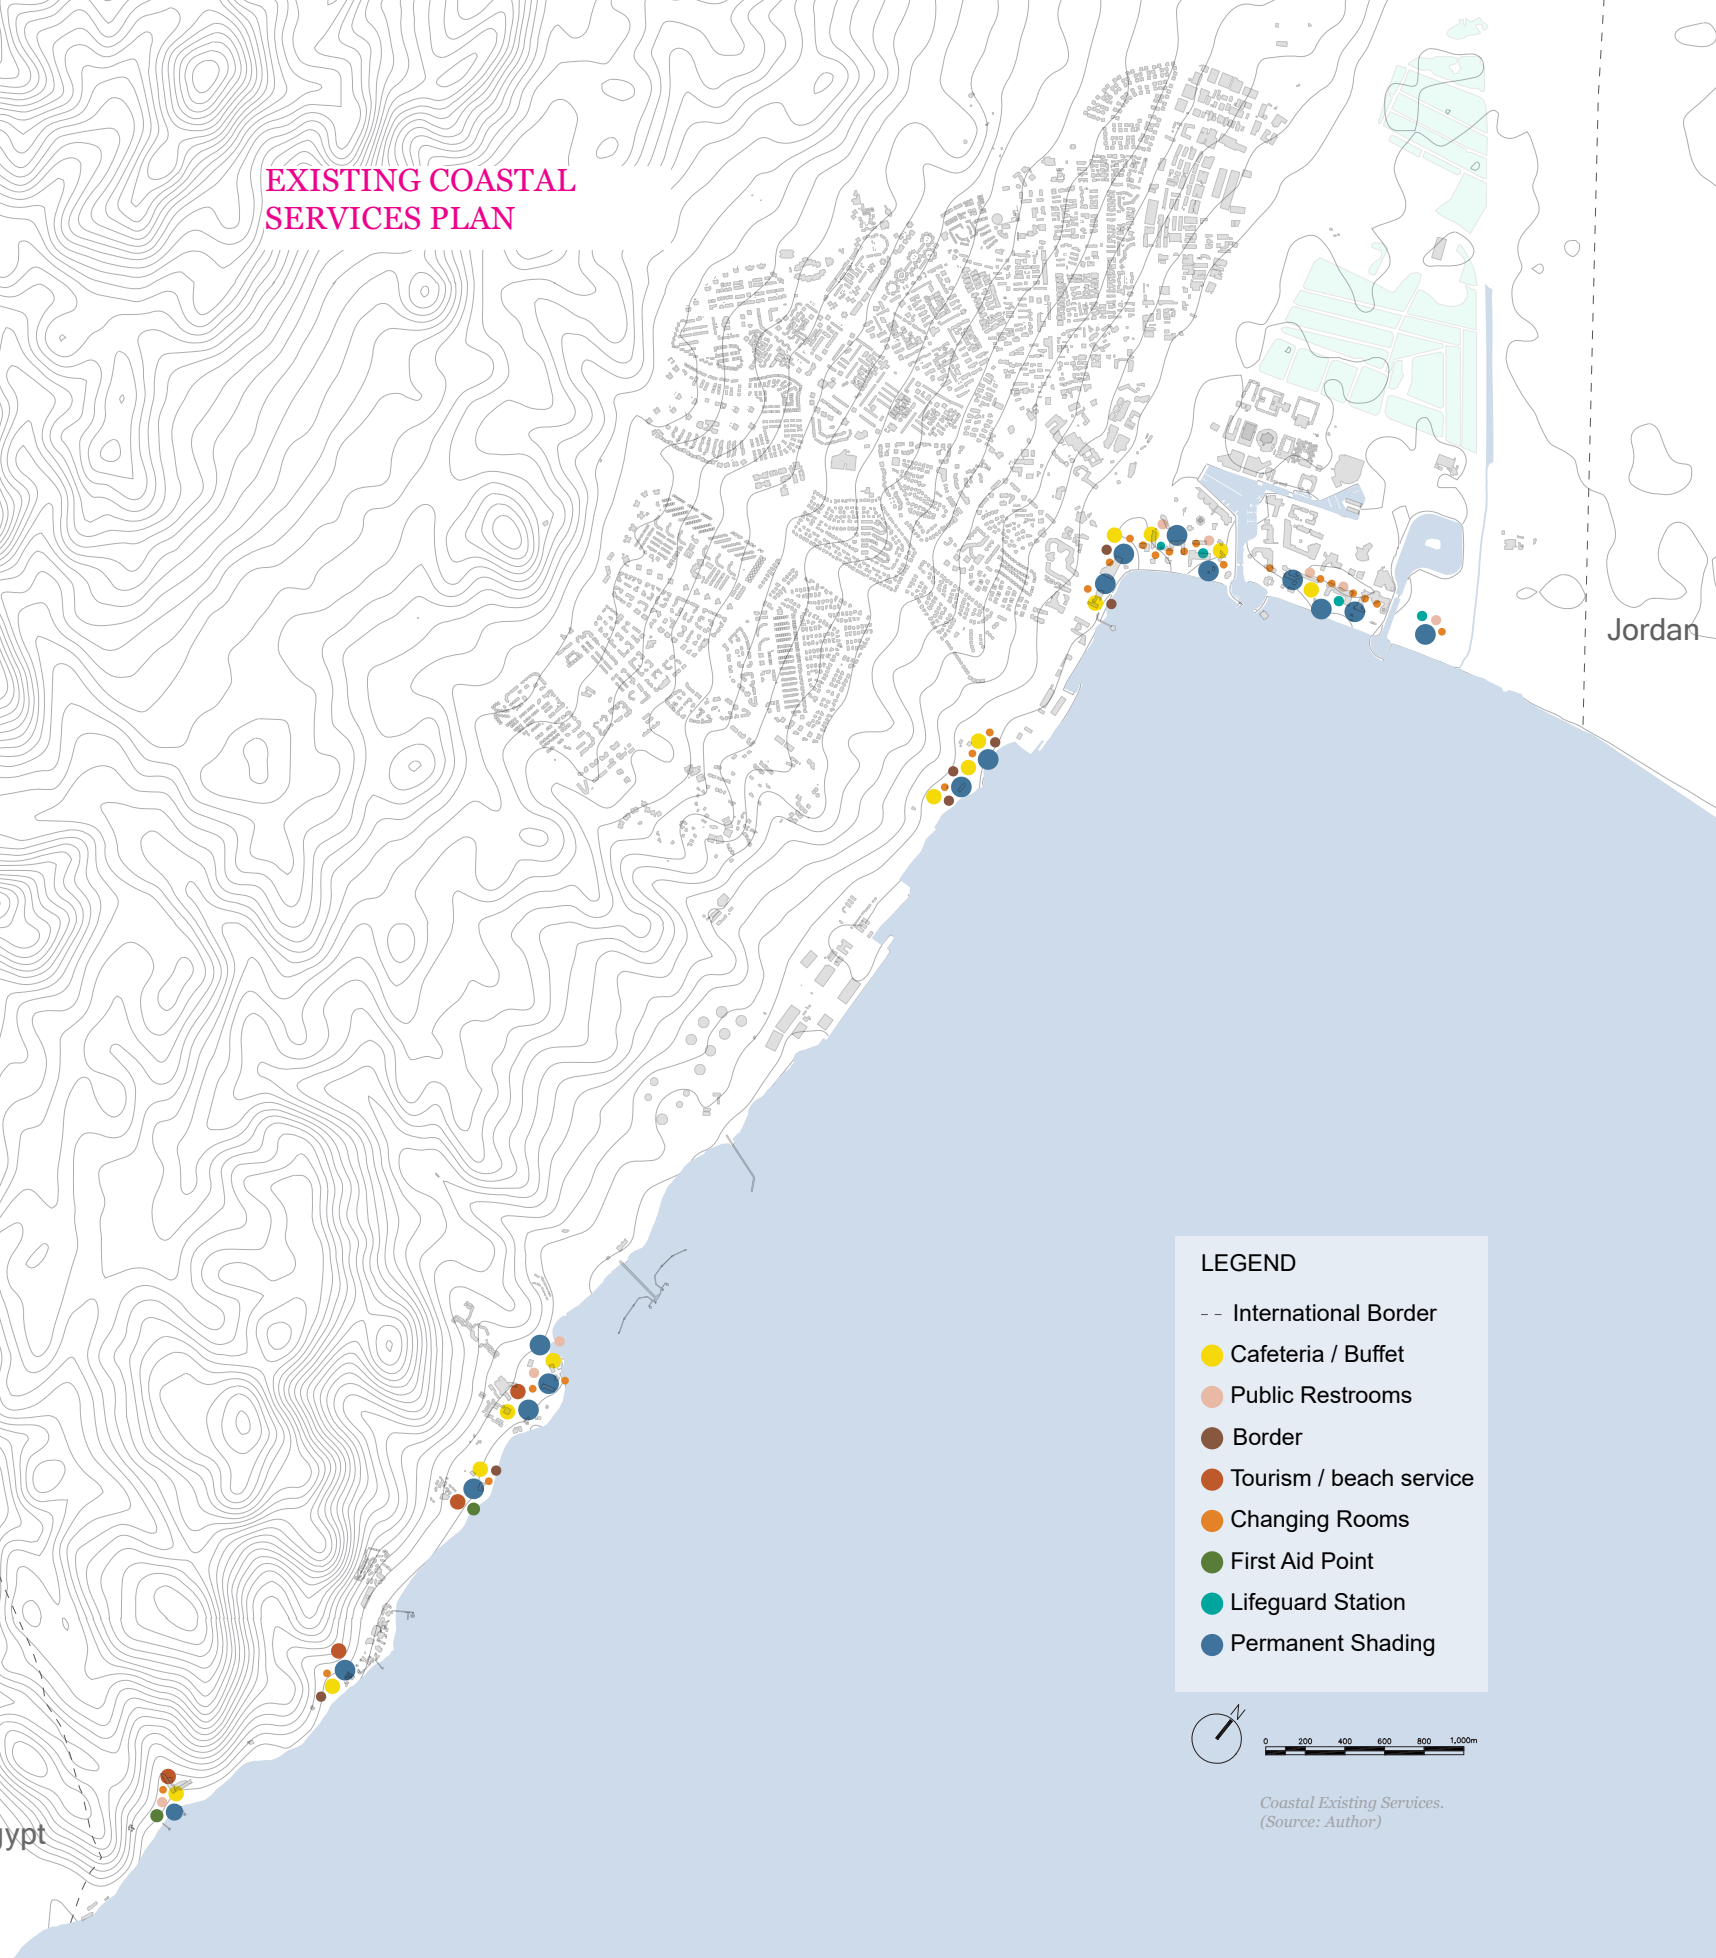 EXISTING COASTAL
SERVICES PLAN
Jordan
LEGEND
International Border
Cafeteria / Buffet
Public Restrooms
Border
Tourism / beach service
Changing Rooms
First Aid Point
Lifeguard Station
Permanent Shading
N
0 200 400 600 800 1,000m
Coastal Existing Services.
(Source: Author)
ypt